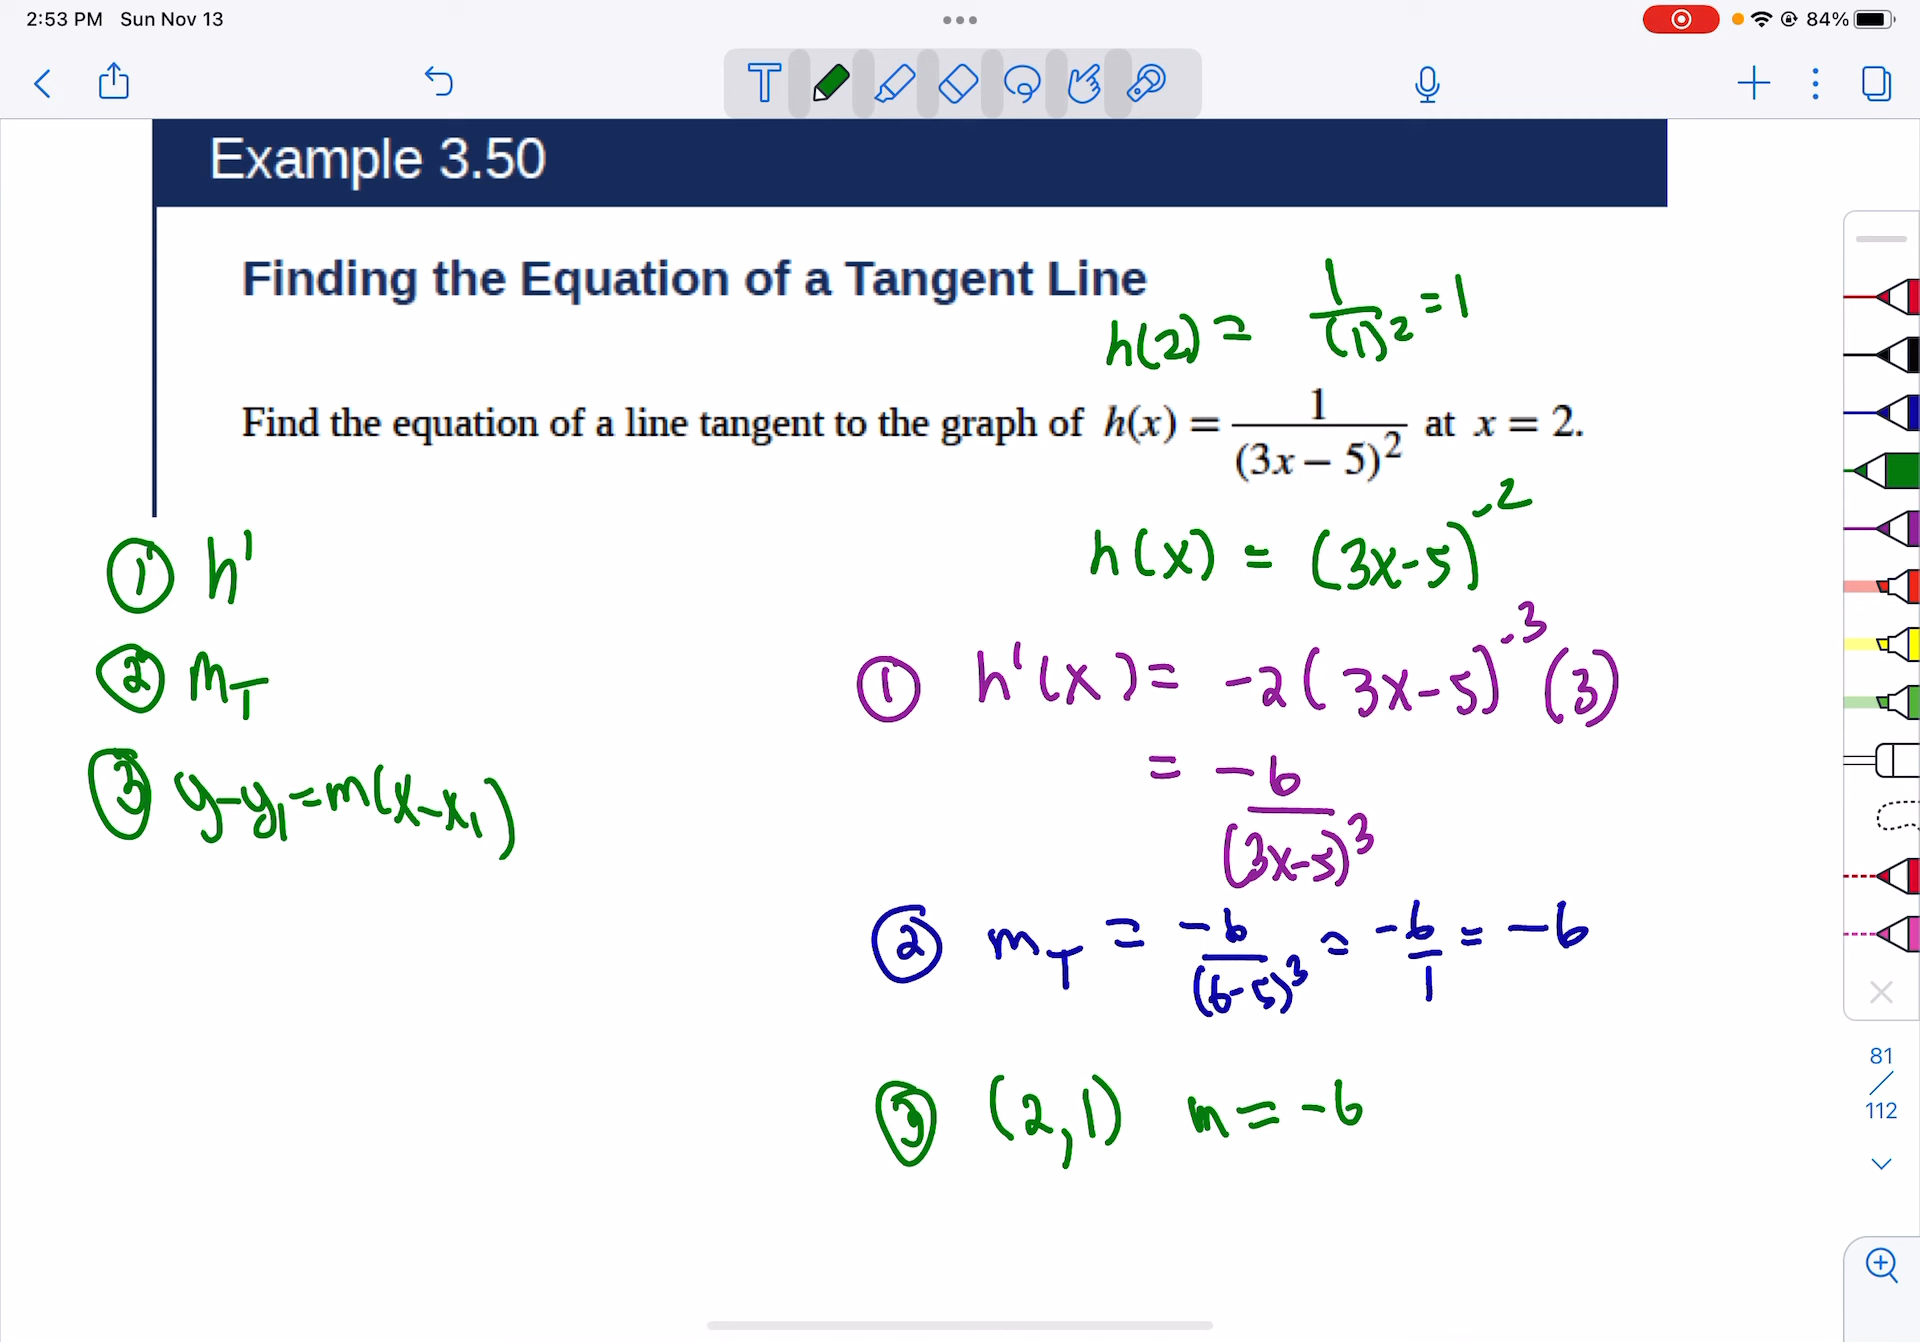 2:53 PM Sun Nov 13
84%
Example 3.50
Finding the Equation of a Tangent Line
h(2) = 1/(1)² = 1
Find the equation of a line tangent to the graph of h(x) = 1/(3x − 5)² at x = 2.
h(x) = (3x-5)⁻²
① h'
② m_T
③ y-y₁=m(x-x₁)
① h'(x) = -2(3x-5)⁻³(3)
= -6/(3x-5)³
② m_T = -6/(6-5)³ = -6/1 = -6
③ (2,1) m = -6
81
/
112